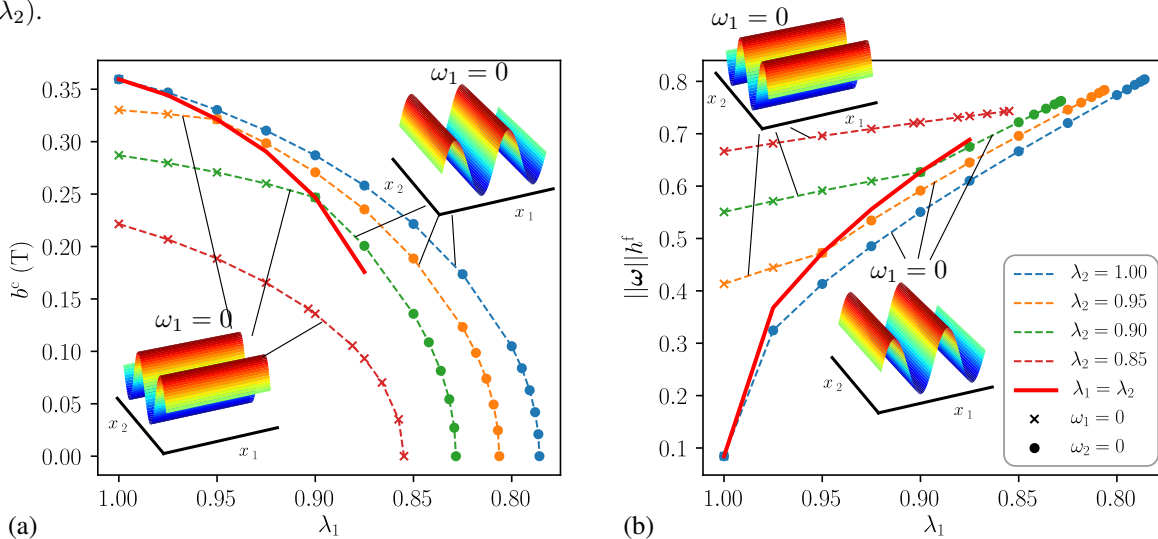 λ₂).
ω₁ = 0
x₂
x₁
ω₁ = 0
x₂
x₁
0.35
0.30
0.25
0.20
0.15
0.10
0.05
0.00
bᶜ (T)
1.00 0.95 0.90 0.85 0.80
λ₁
(a)
ω₁ = 0
x₂
x₁
ω₁ = 0
x₂
x₁
0.8
0.7
0.6
0.5
0.4
0.3
0.2
0.1
||ω||hᶠ
λ₂ = 1.00
λ₂ = 0.95
λ₂ = 0.90
λ₂ = 0.85
λ₁ = λ₂
ω₁ = 0
ω₂ = 0
1.00 0.95 0.90 0.85 0.80
λ₁
(b)